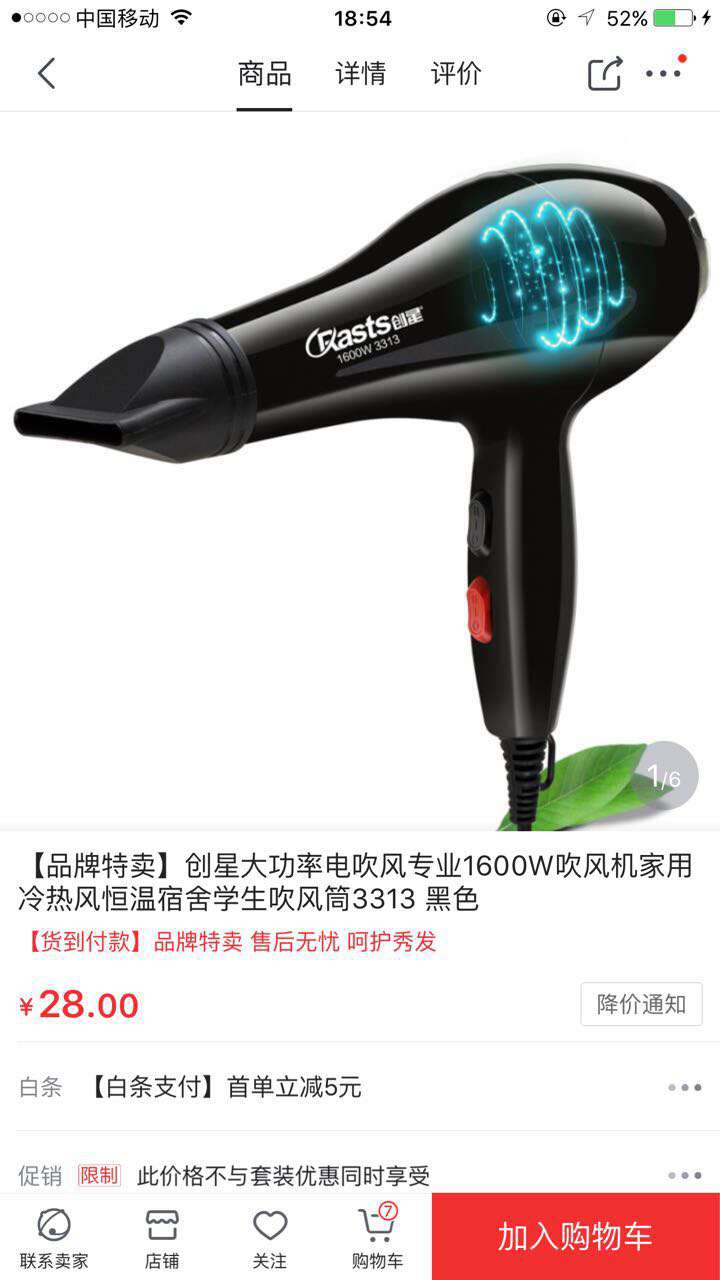 中国移动 18:54 52%
商品 详情 评价
创星
1600W 3313
1/6
【品牌特卖】创星大功率电吹风专业1600W吹风机家用
冷热风恒温宿舍学生吹风筒3313 黑色
【货到付款】品牌特卖 售后无忧 呵护秀发
¥28.00
降价通知
白条 【白条支付】首单立减5元
促销 限制 此价格不与套装优惠同时享受
7
联系卖家 店铺 关注 购物车 加入购物车